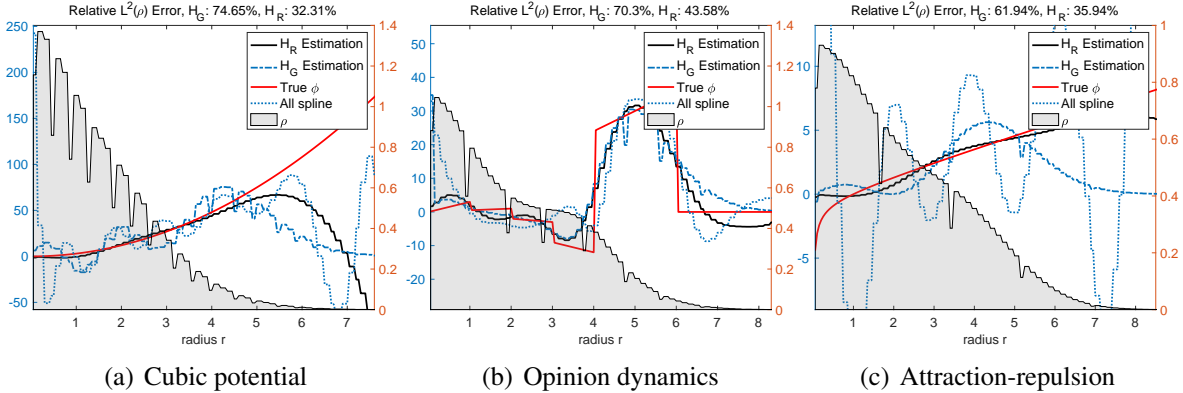 Relative L²(ρ) Error, H_G: 74.65%, H_R: 32.31%
250
200
150
100
50
0
-50
1.4
1.2
1
0.8
0.6
0.4
0.2
0
H_R Estimation
H_G Estimation
True ϕ
All spline
ρ
1 2 3 4 5 6 7
radius r
(a) Cubic potential
Relative L²(ρ) Error, H_G: 70.3%, H_R: 43.58%
50
40
30
20
10
0
-10
-20
1.4
1.2
1
0.8
0.6
0.4
0.2
0
H_R Estimation
H_G Estimation
True ϕ
All spline
ρ
1 2 3 4 5 6 7 8
radius r
(b) Opinion dynamics
Relative L²(ρ) Error, H_G: 61.94%, H_R: 35.94%
10
5
0
-5
1
0.8
0.6
0.4
0.2
0
H_R Estimation
H_G Estimation
True ϕ
All spline
ρ
1 2 3 4 5 6 7 8
radius r
(c) Attraction-repulsion